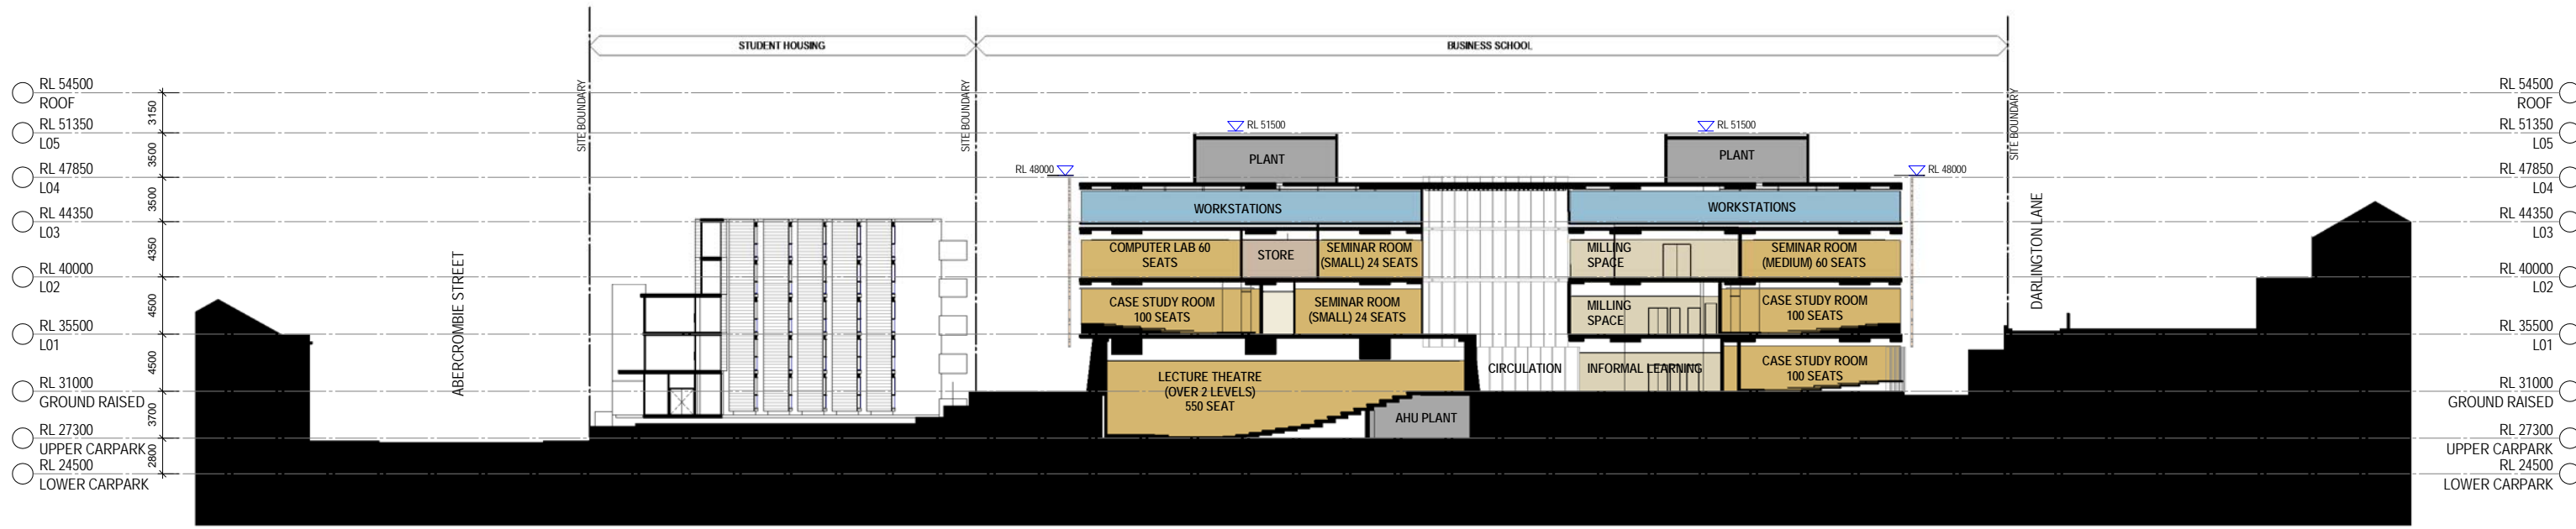 STUDENT HOUSING
BUSINESS SCHOOL
SITE BOUNDARY
SITE BOUNDARY
SITE BOUNDARY
RL 54500
ROOF
3150
RL 51350
L05
3500
RL 47850
L04
3500
RL 44350
L03
4350
RL 40000
L02
4500
RL 35500
L01
4500
RL 31000
GROUND RAISED
3700
RL 27300
UPPER CARPARK
2800
RL 24500
LOWER CARPARK
ABERCROMBIE STREET
RL 51500
RL 51500
PLANT
PLANT
RL 48000
RL 48000
WORKSTATIONS
WORKSTATIONS
COMPUTER LAB 60
SEATS
STORE
SEMINAR ROOM
(SMALL) 24 SEATS
MILLING
SPACE
SEMINAR ROOM
(MEDIUM) 60 SEATS
CASE STUDY ROOM
100 SEATS
SEMINAR ROOM
(SMALL) 24 SEATS
MILLING
SPACE
CASE STUDY ROOM
100 SEATS
LECTURE THEATRE
(OVER 2 LEVELS)
550 SEAT
CIRCULATION
INFORMAL LEARNING
CASE STUDY ROOM
100 SEATS
AHU PLANT
DARLINGTON LANE
RL 54500
ROOF
RL 51350
L05
RL 47850
L04
RL 44350
L03
RL 40000
L02
RL 35500
L01
RL 31000
GROUND RAISED
RL 27300
UPPER CARPARK
RL 24500
LOWER CARPARK